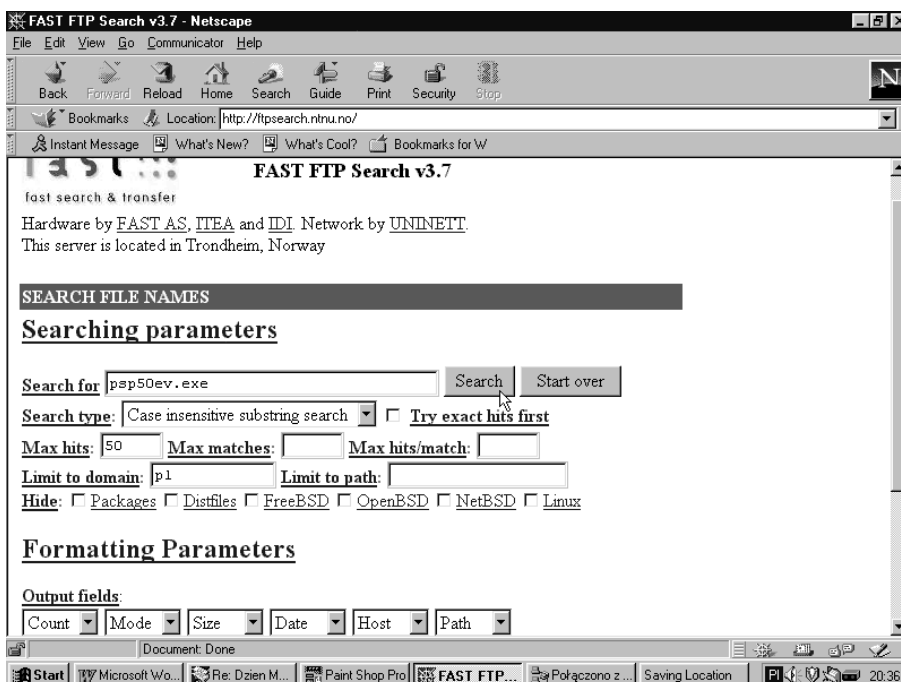 FAST FTP Search v3.7 - Netscape
File Edit View Go Communicator Help
Back Forward Reload Home Search Guide Print Security Stop
N
Bookmarks Location: http://ftpsearch.ntnu.no/
Instant Message What's New? What's Cool? Bookmarks for W
fast FAST FTP Search v3.7
fast search & transfer
Hardware by FAST AS, ITEA and IDI. Network by UNINETT.
This server is located in Trondheim, Norway
SEARCH FILE NAMES
Searching parameters
Search for psp50ev.exe Search Start over
Search type: Case insensitive substring search Try exact hits first
Max hits: 50 Max matches: Max hits/match:
Limit to domain: pl Limit to path:
Hide: Packages Distfiles FreeBSD OpenBSD NetBSD Linux
Formatting Parameters
Output fields:
Count Mode Size Date Host Path
Document: Done
Start Microsoft Wo... Re: Dzien M... Paint Shop Pro FAST FTP... Połączono z ... Saving Location Pl 20:36